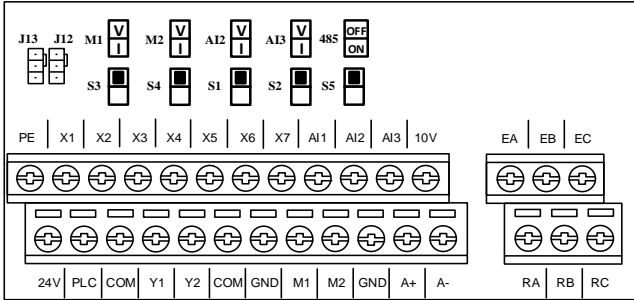 J13 J12 M1 V I M2 V I AI2 V I AI3 V I 485 OFF ON
S3 S4 S1 S2 S5
PE X1 X2 X3 X4 X5 X6 X7 AI1 AI2 AI3 10V EA EB EC
24V PLC COM Y1 Y2 COM GND M1 M2 GND A+ A- RA RB RC